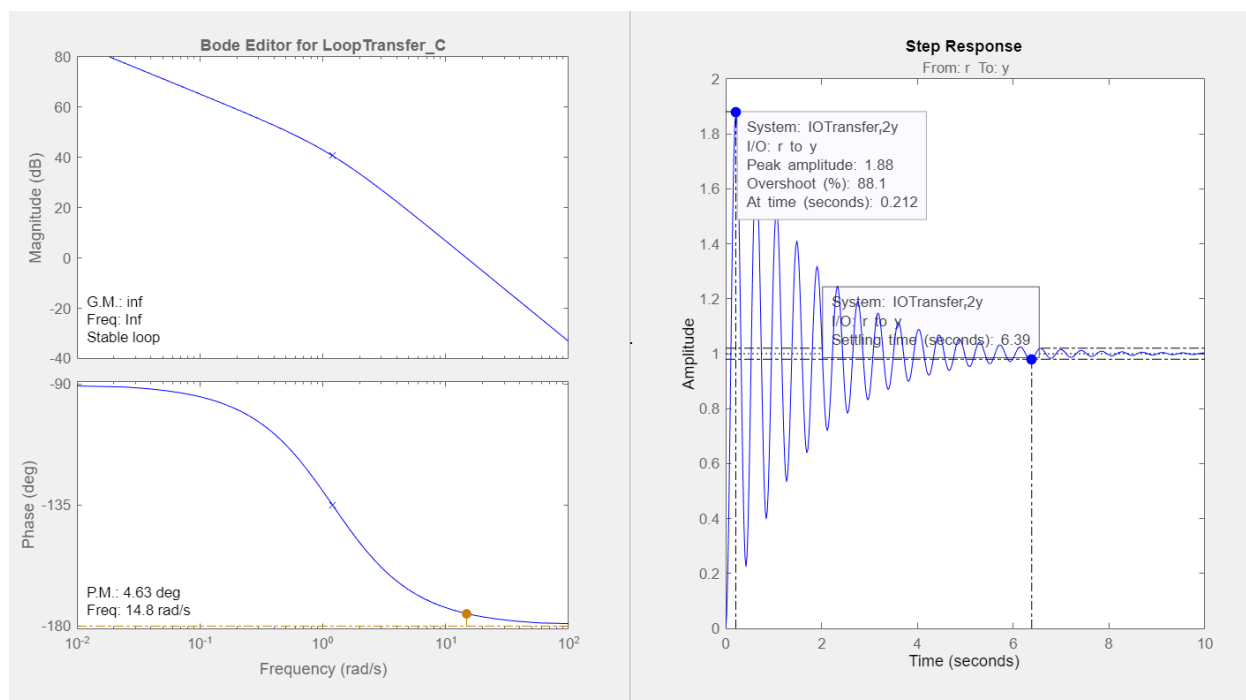 Bode Editor for LoopTransfer_C
80
60
40
20
0
-20
-40
Magnitude (dB)
G.M.: inf
Freq: Inf
Stable loop
-90
-135
-180
Phase (deg)
P.M.: 4.63 deg
Freq: 14.8 rad/s
10^-2
10^-1
10^0
10^1
10^2
Frequency (rad/s)
Step Response
From: r To: y
2
1.8
1.6
1.4
1.2
1
0.8
0.6
0.4
0.2
0
Amplitude
System: IOTransfer_r2y
I/O: r to y
Peak amplitude: 1.88
Overshoot (%): 88.1
At time (seconds): 0.212
System: IOTransfer_r2y
I/O: r to y
Settling time (seconds): 6.39
0
2
4
6
8
10
Time (seconds)